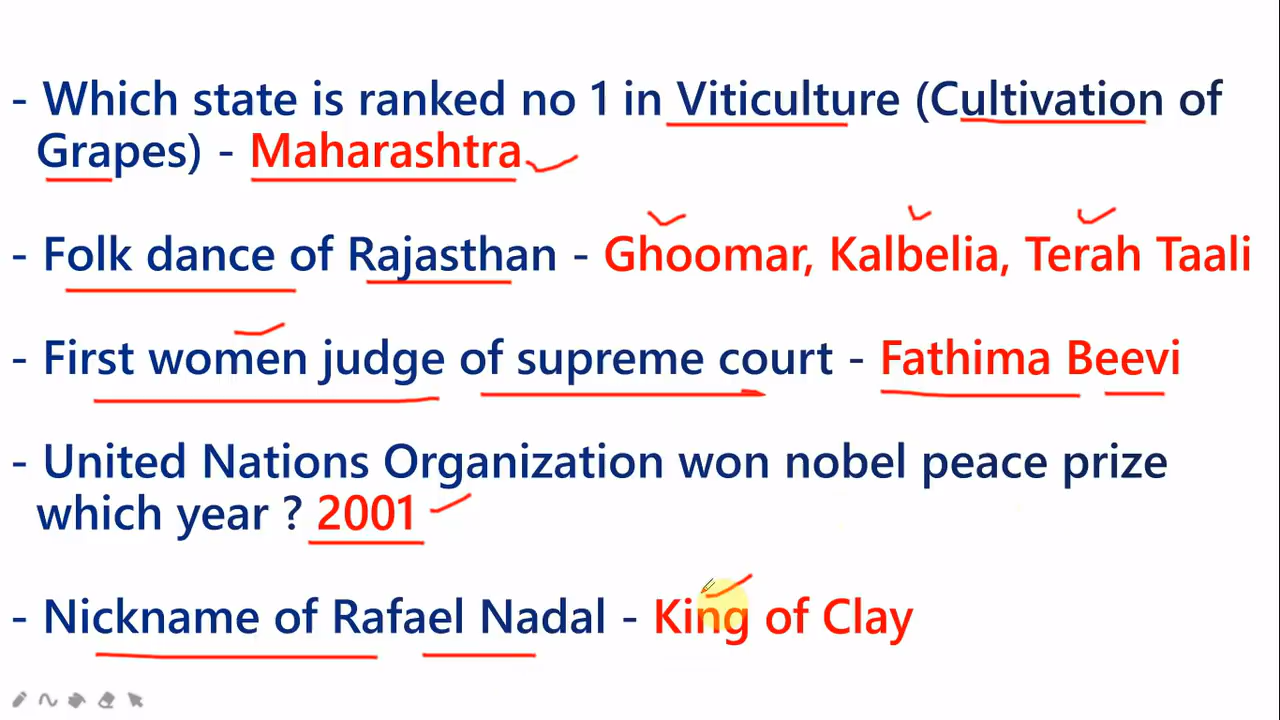 - Which state is ranked no 1 in Viticulture (Cultivation of
Grapes) - Maharashtra
- Folk dance of Rajasthan - Ghoomar, Kalbelia, Terah Taali
- First women judge of supreme court - Fathima Beevi
- United Nations Organization won nobel peace prize
which year ? 2001
- Nickname of Rafael Nadal - King of Clay